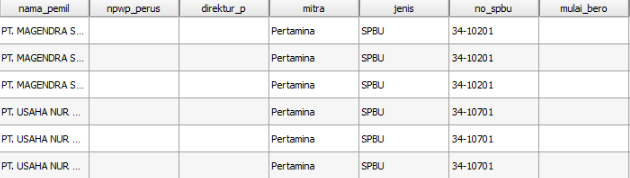 nama_pemil npwp_perus direktur_p mitra jenis no_spbu mulai_bero
PT. MAGENDRA S... Pertamina SPBU 34-10201
PT. MAGENDRA S... Pertamina SPBU 34-10201
PT. MAGENDRA S... Pertamina SPBU 34-10201
PT. USAHA NUR ... Pertamina SPBU 34-10701
PT. USAHA NUR ... Pertamina SPBU 34-10701
PT. USAHA NUR ... Pertamina SPBU 34-10701